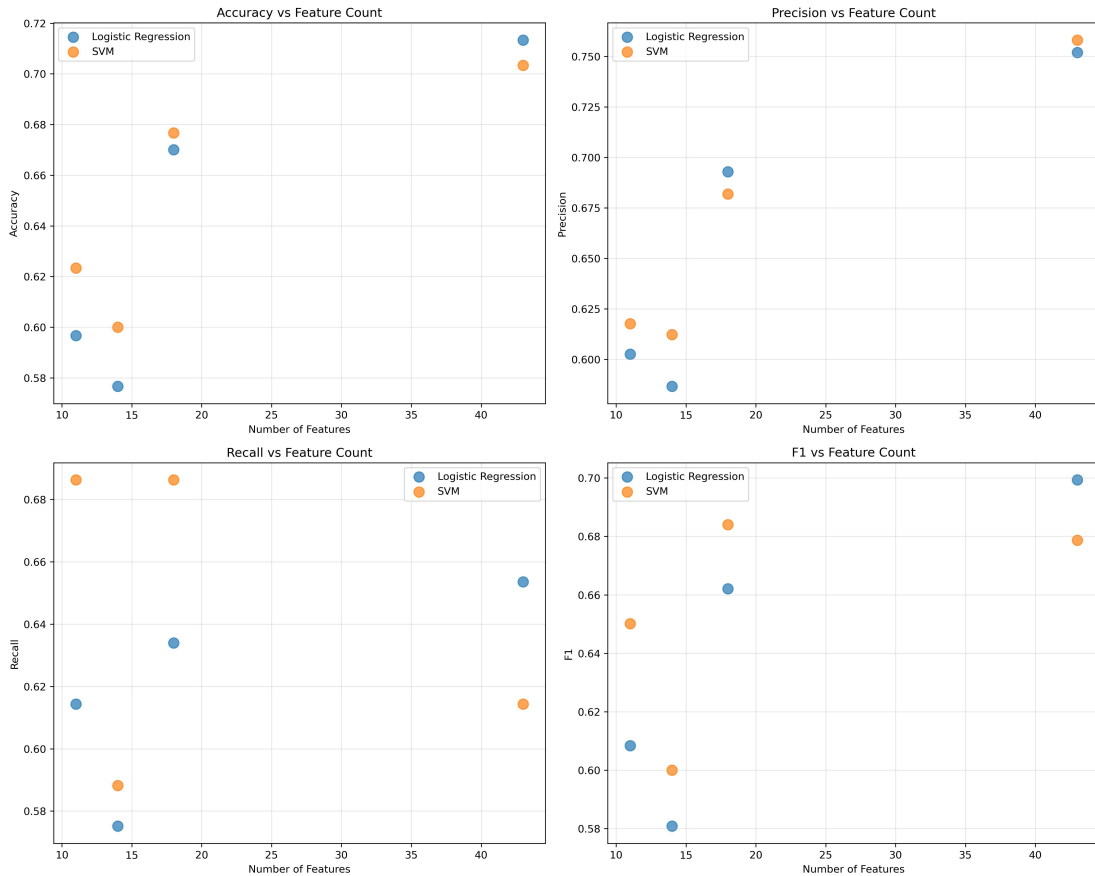 Accuracy vs Feature Count
Logistic Regression
SVM
0.72
0.70
0.68
0.66
0.64
0.62
0.60
0.58
Accuracy
10 15 20 25 30 35 40
Number of Features
Precision vs Feature Count
Logistic Regression
SVM
0.750
0.725
0.700
0.675
0.650
0.625
0.600
Precision
10 15 20 25 30 35 40
Number of Features
Recall vs Feature Count
Logistic Regression
SVM
0.68
0.66
0.64
0.62
0.60
0.58
Recall
10 15 20 25 30 35 40
Number of Features
F1 vs Feature Count
Logistic Regression
SVM
0.70
0.68
0.66
0.64
0.62
0.60
0.58
F1
10 15 20 25 30 35 40
Number of Features